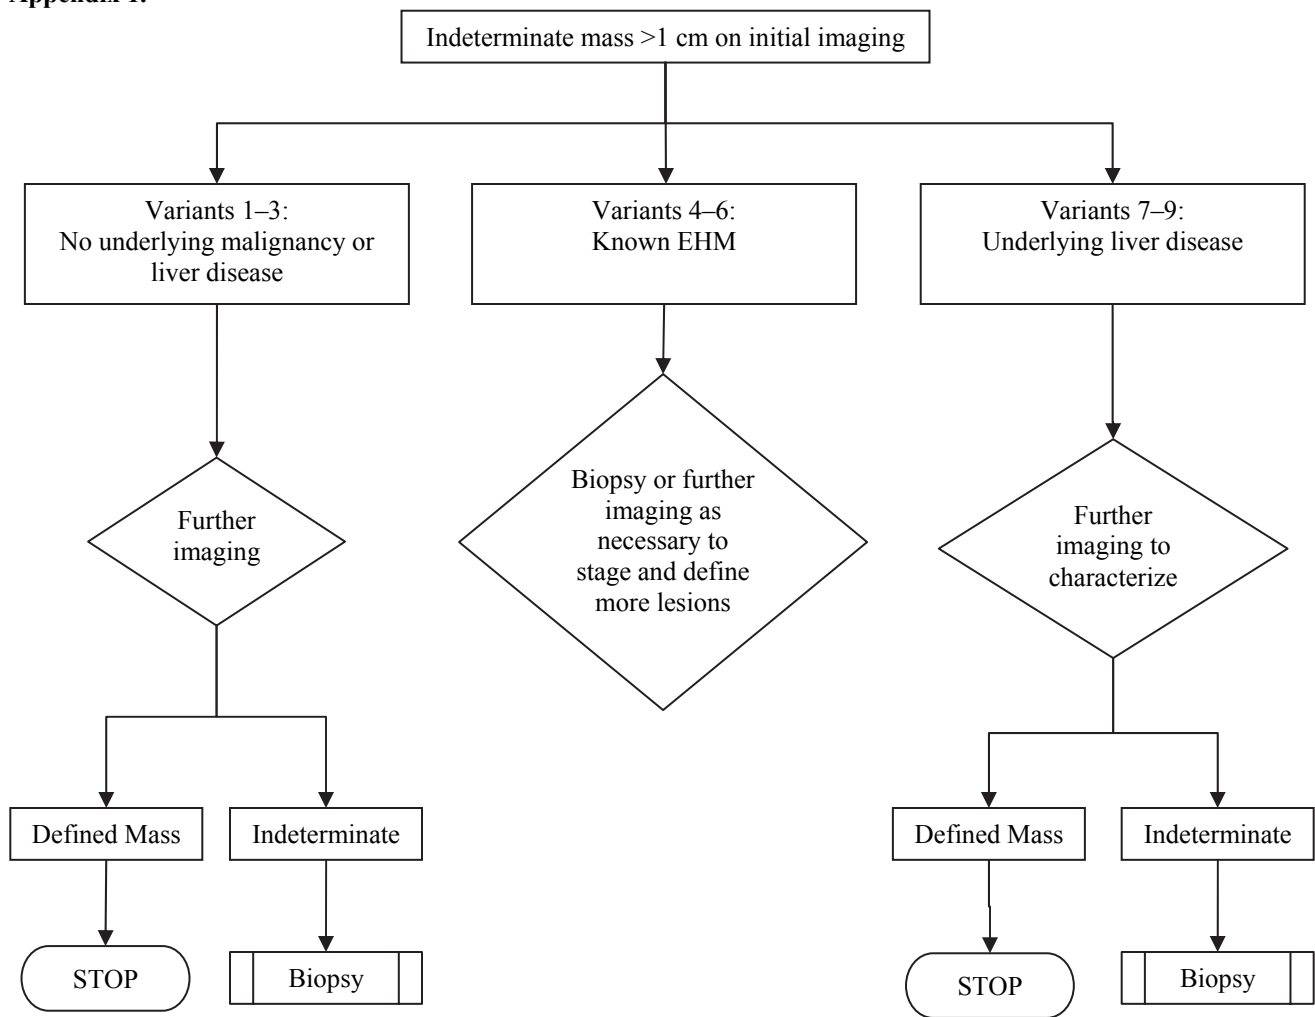 Appendix 1.
Indeterminate mass >1 cm on initial imaging
Variants 1–3:
No underlying malignancy or
liver disease
Variants 4–6:
Known EHM
Variants 7–9:
Underlying liver disease
Further
imaging
Biopsy or further
imaging as
necessary to
stage and define
more lesions
Further
imaging to
characterize
Defined Mass
Indeterminate
Defined Mass
Indeterminate
STOP
Biopsy
STOP
Biopsy